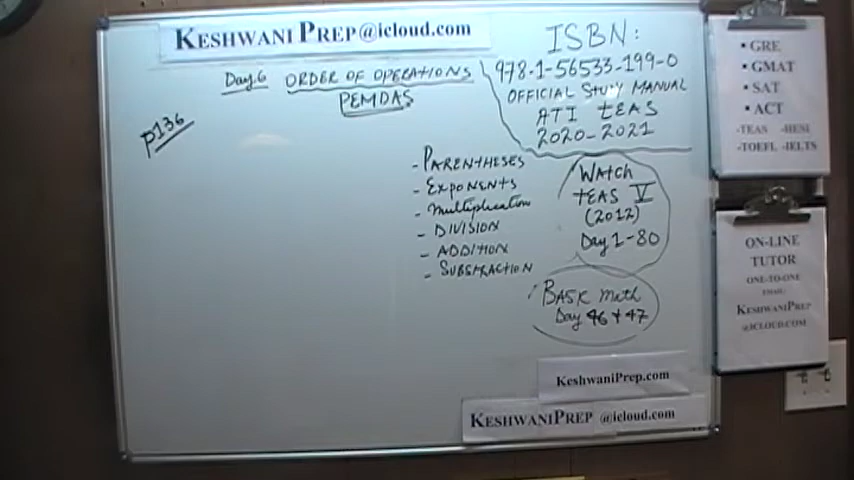 KESHWANI PREP@icloud.com
Day 6 ORDER OF OPERATIONS
PEMDAS
p136
- PARENTHESES
- EXPONENTS
- Multiplication
- DIVISION
- ADDITION
- SUBSTRACTION
ISBN:
978-1-56533-199-0
OFFICIAL STUDY MANUAL
ATI TEAS
2020-2021
WATCH
TEAS V
(2012)
Day 1-80
BASIC math
Day 46 + 47
KeshwaniPrep.com
KESHWANIPREP @icloud.com
• GRE
• GMAT
• SAT
• ACT
-TEAS -HESI
-TOEFL -IELTS
ON-LINE
TUTOR
ONE-TO-ONE
EMAIL:
KESHWANIPREP
@ICLOUD.COM